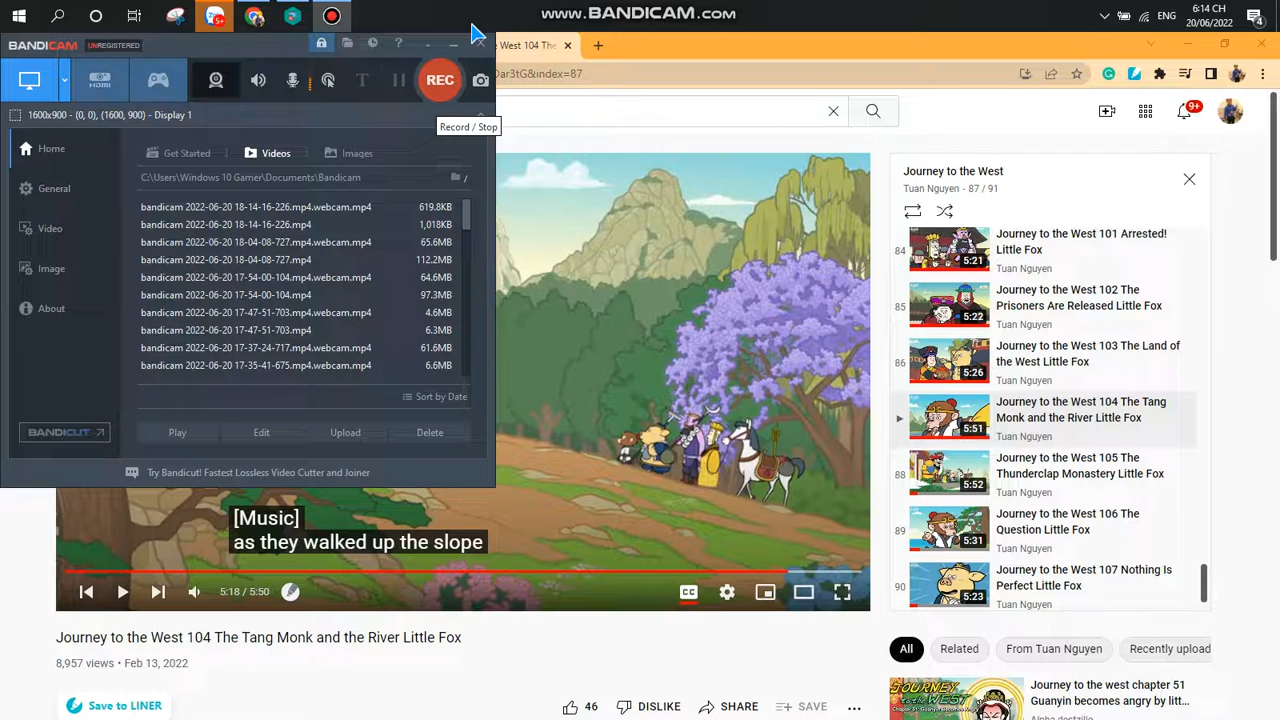 www.BANDICAM.com
6:14 CH
ENG
20/06/2022
4
5+
BANDICAM UNREGISTERED
e West 104 The
Dar3tG&index=87
HDMI
REC
1600x900 - (0, 0), (1600, 900) - Display 1
Record / Stop
Home
General
Video
Image
About
BANDICUT
Get Started
Videos
Images
C:\Users\Windows 10 Gamer\Documents\Bandicam
bandicam 2022-06-20 18-14-16-226.mp4.webcam.mp4 619.8KB
bandicam 2022-06-20 18-14-16-226.mp4 1,018KB
bandicam 2022-06-20 18-04-08-727.mp4.webcam.mp4 65.6MB
bandicam 2022-06-20 18-04-08-727.mp4 112.2MB
bandicam 2022-06-20 17-54-00-104.mp4.webcam.mp4 64.6MB
bandicam 2022-06-20 17-54-00-104.mp4 97.3MB
bandicam 2022-06-20 17-47-51-703.mp4.webcam.mp4 4.6MB
bandicam 2022-06-20 17-47-51-703.mp4 6.3MB
bandicam 2022-06-20 17-37-24-717.mp4.webcam.mp4 61.6MB
bandicam 2022-06-20 17-35-41-675.mp4.webcam.mp4 6.6MB
Sort by Date
Play
Edit
Upload
Delete
Try Bandicut! Fastest Lossless Video Cutter and Joiner
[Music]
as they walked up the slope
5:18 / 5:50
CC
Journey to the West 104 The Tang Monk and the River Little Fox
8,957 views • Feb 13, 2022
Save to LINER
46
DISLIKE
SHARE
SAVE
9+
Journey to the West
Tuan Nguyen - 87 / 91
84
5:21
Journey to the West 101 Arrested!
Little Fox
Tuan Nguyen
85
5:22
Journey to the West 102 The
Prisoners Are Released Little Fox
Tuan Nguyen
86
5:26
Journey to the West 103 The Land of
the West Little Fox
Tuan Nguyen
5:51
Journey to the West 104 The Tang
Monk and the River Little Fox
Tuan Nguyen
88
5:52
Journey to the West 105 The
Thunderclap Monastery Little Fox
Tuan Nguyen
89
5:31
Journey to the West 106 The
Question Little Fox
Tuan Nguyen
90
5:23
Journey to the West 107 Nothing Is
Perfect Little Fox
Tuan Nguyen
All
Related
From Tuan Nguyen
Recently upload
JOURNEY
Journey to the west chapter 51
Guanyin becomes angry by litt...